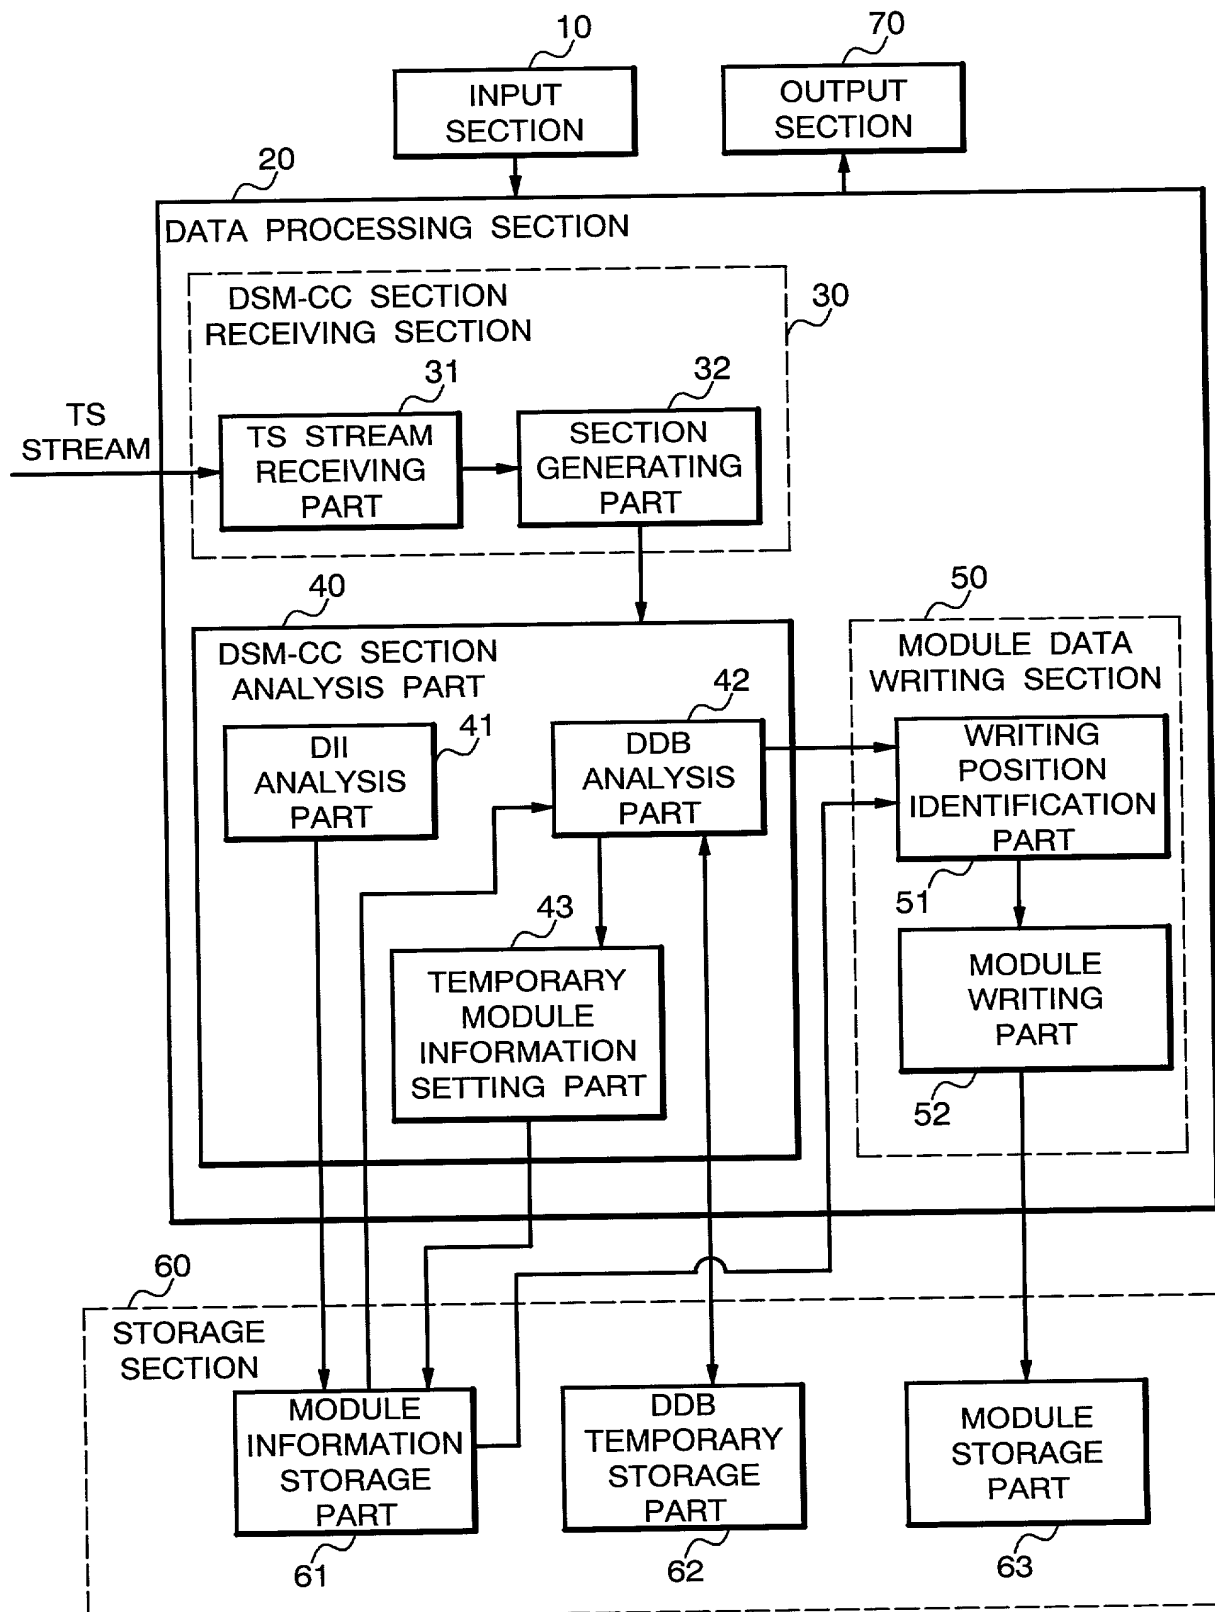 10
INPUT
SECTION
70
OUTPUT
SECTION
20
DATA PROCESSING SECTION
DSM-CC SECTION
RECEIVING SECTION
30
TS
STREAM
31
TS STREAM
RECEIVING
PART
32
SECTION
GENERATING
PART
40
DSM-CC SECTION
ANALYSIS PART
DII
ANALYSIS
PART
41
42
DDB
ANALYSIS
PART
43
TEMPORARY
MODULE
INFORMATION
SETTING PART
50
MODULE DATA
WRITING SECTION
WRITING
POSITION
IDENTIFICATION
PART
51
MODULE
WRITING
PART
52
60
STORAGE
SECTION
MODULE
INFORMATION
STORAGE
PART
61
DDB
TEMPORARY
STORAGE
PART
62
MODULE
STORAGE
PART
63